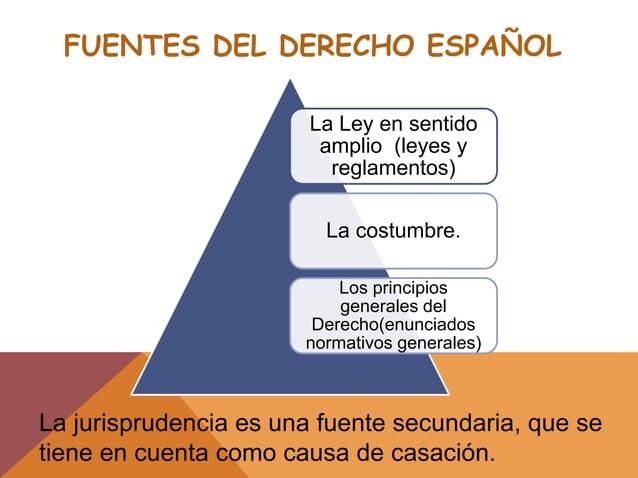 FUENTES DEL DERECHO ESPAÑOL
La Ley en sentido
amplio (leyes y
reglamentos)
La costumbre.
Los principios
generales del
Derecho(enunciados
normativos generales)
La jurisprudencia es una fuente secundaria, que se
tiene en cuenta como causa de casación.